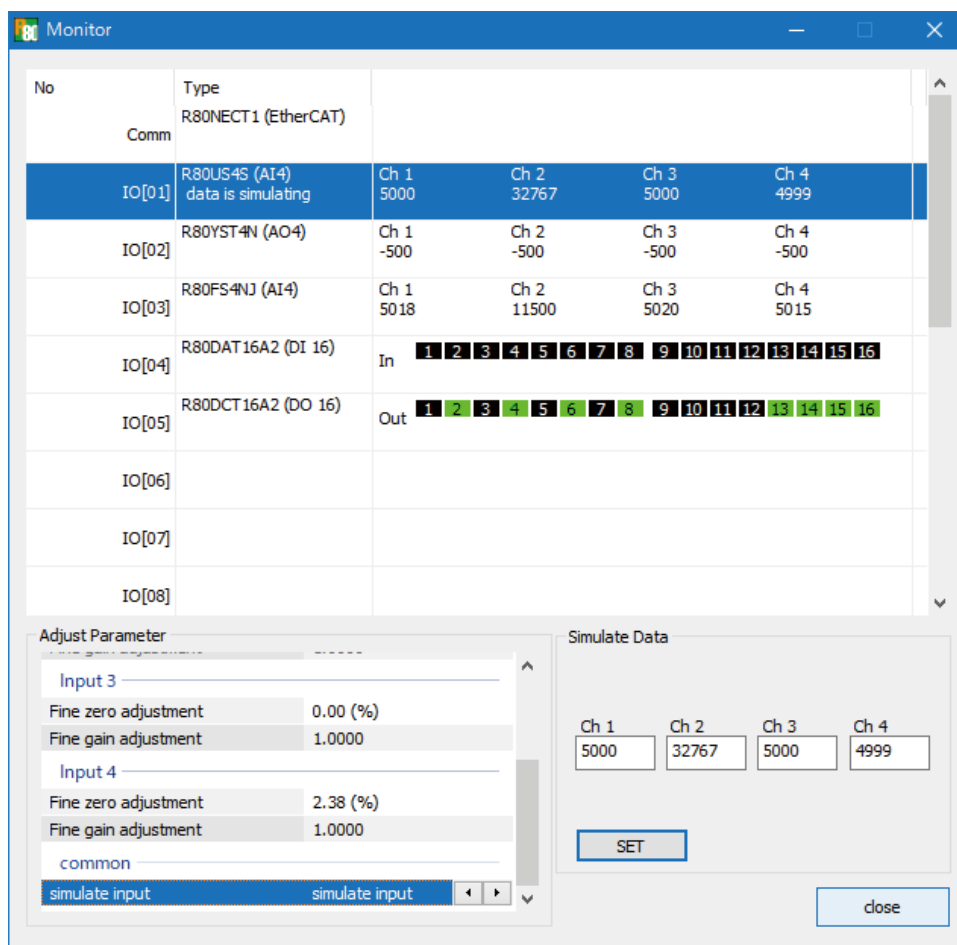 Monitor
No Type
Comm R80NECT1 (EtherCAT)
IO[01] R80US4S (AI4) data is simulating Ch 1 Ch 2 Ch 3 Ch 4
5000 32767 5000 4999
IO[02] R80YST4N (AO4) Ch 1 Ch 2 Ch 3 Ch 4
-500 -500 -500 -500
IO[03] R80FS4NJ (AI4) Ch 1 Ch 2 Ch 3 Ch 4
5018 11500 5020 5015
IO[04] R80DAT16A2 (DI 16) In 1 2 3 4 5 6 7 8 9 10 11 12 13 14 15 16
IO[05] R80DCT16A2 (DO 16) Out 1 2 3 4 5 6 7 8 9 10 11 12 13 14 15 16
IO[06]
IO[07]
IO[08]
Adjust Parameter
Input 3
Fine zero adjustment 0.00 (%)
Fine gain adjustment 1.0000
Input 4
Fine zero adjustment 2.38 (%)
Fine gain adjustment 1.0000
common
simulate input simulate input
Simulate Data
Ch 1 Ch 2 Ch 3 Ch 4
5000 32767 5000 4999
SET
close